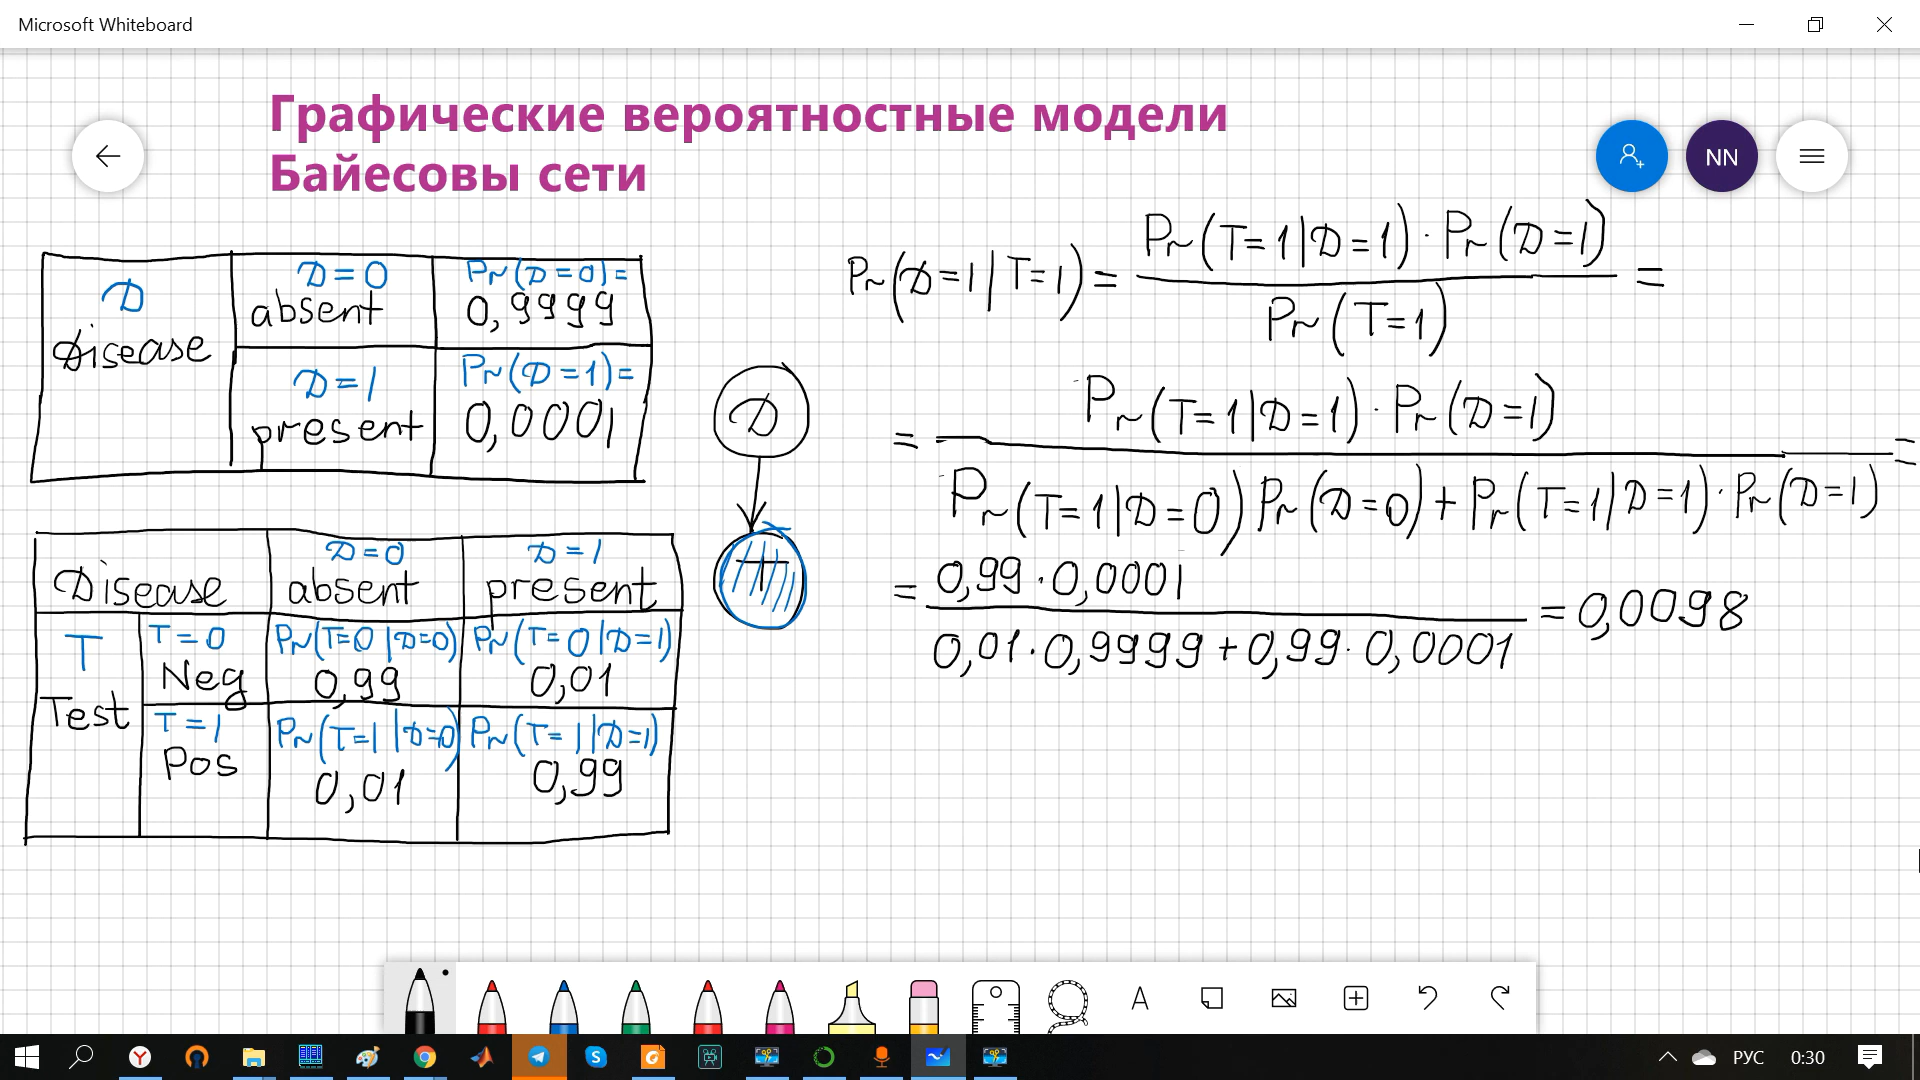 Microsoft Whiteboard
Графические вероятностные модели
Байесовы сети
NN
D
Disease
D=0
absent
Pr(D=0)=
0,9999
D=1
present
Pr(D=1)=
0,0001
Disease
D=0
absent
D=1
present
T
Test
T=0
Neg
Pr(T=0|D=0)
0,99
Pr(T=0|D=1)
0,01
T=1
Pos
Pr(T=1|D=0)
0,01
Pr(T=1|D=1)
0,99
D
T
Pr(T=1|D=1)·Pr(D=1)
Pr(D=1|T=1)= =
Pr(T=1)
Pr(T=1|D=1)·Pr(D=1)
= =
Pr(T=1|D=0)Pr(D=0)+Pr(T=1|D=1)·Pr(D=1)
0,99·0,0001
= =0,0098
0,01·0,9999+0,99·0,0001
A
РУС
0:30